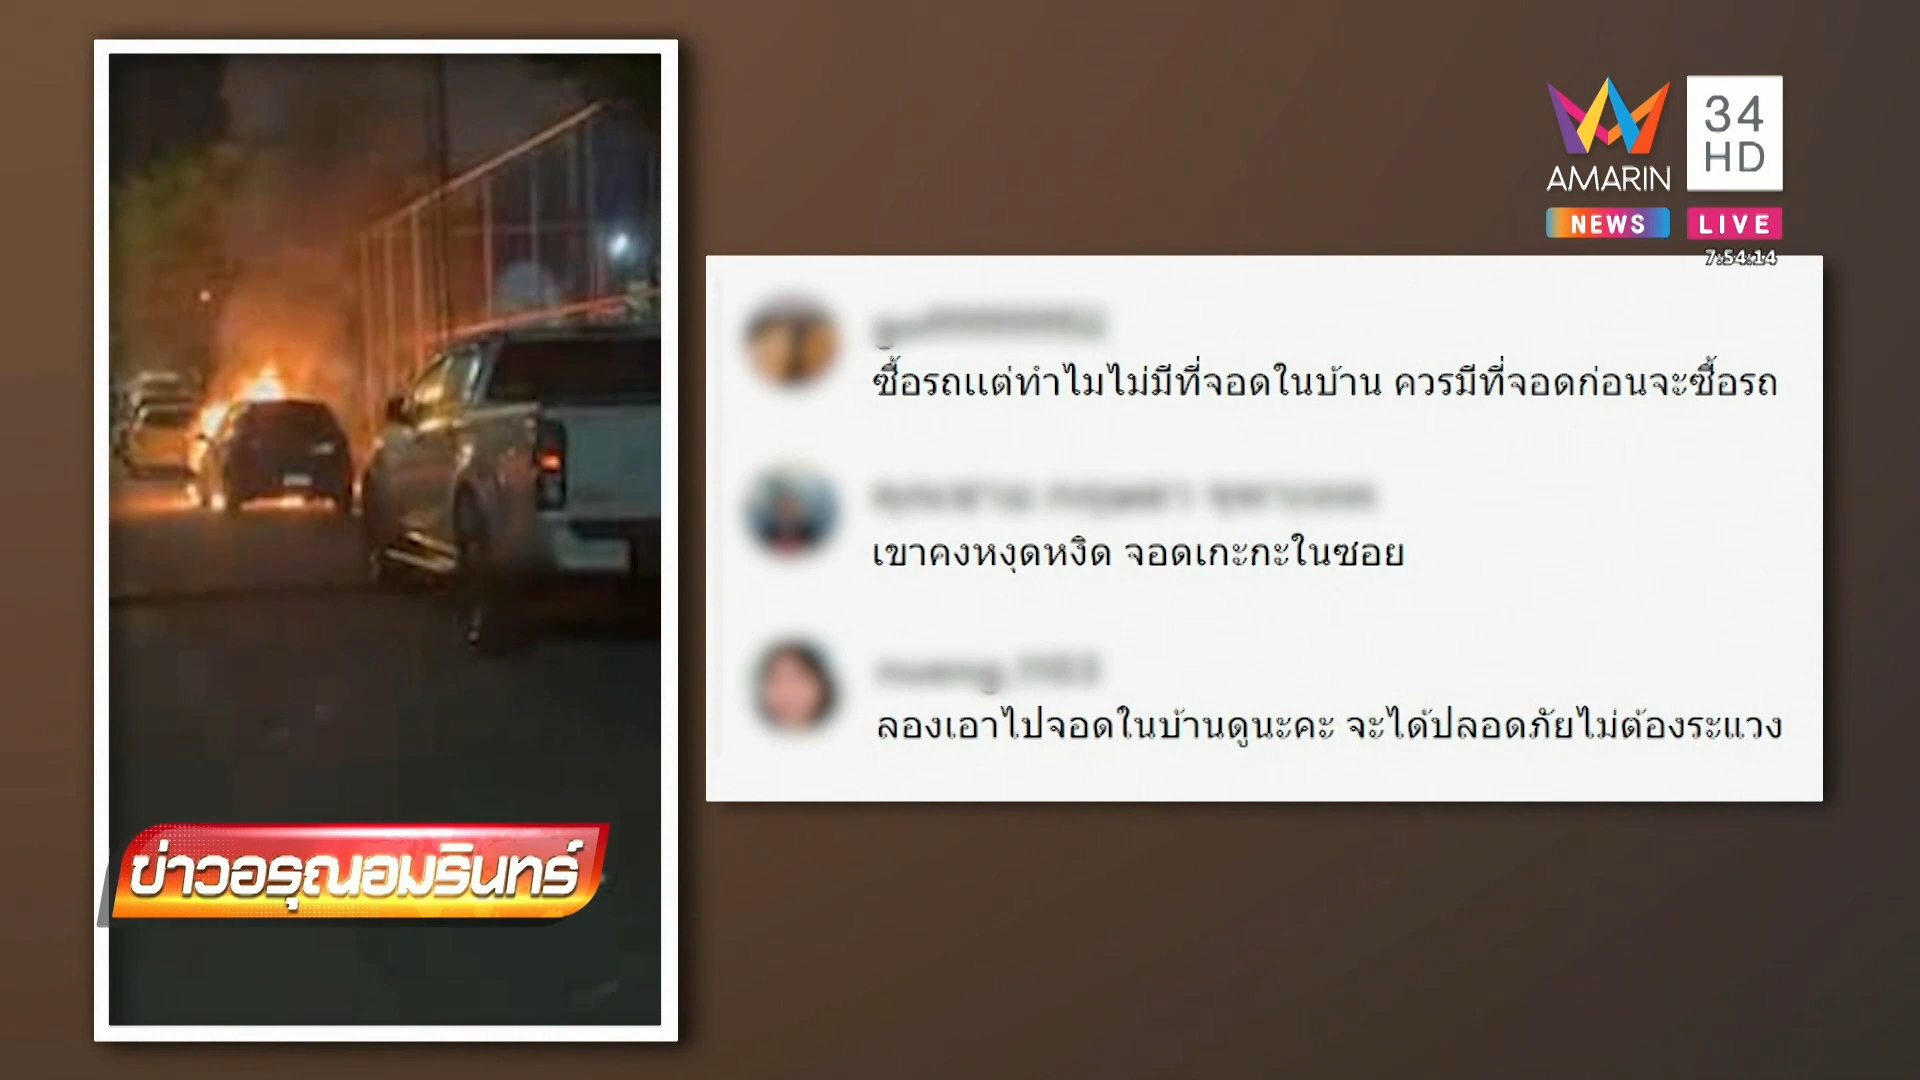 AMARIN
34
HD
NEWS
LIVE
7:54:14
ซื้อรถแต่ทำไมไม่มีที่จอดในบ้าน ควรมีที่จอดก่อนจะซื้อรถ
เขาคงหงุดหงิด จอดเกะกะในซอย
ลองเอาไปจอดในบ้านดูนะคะ จะได้ปลอดภัยไม่ต้องระแวง
ข่าวอรุณอมรินทร์